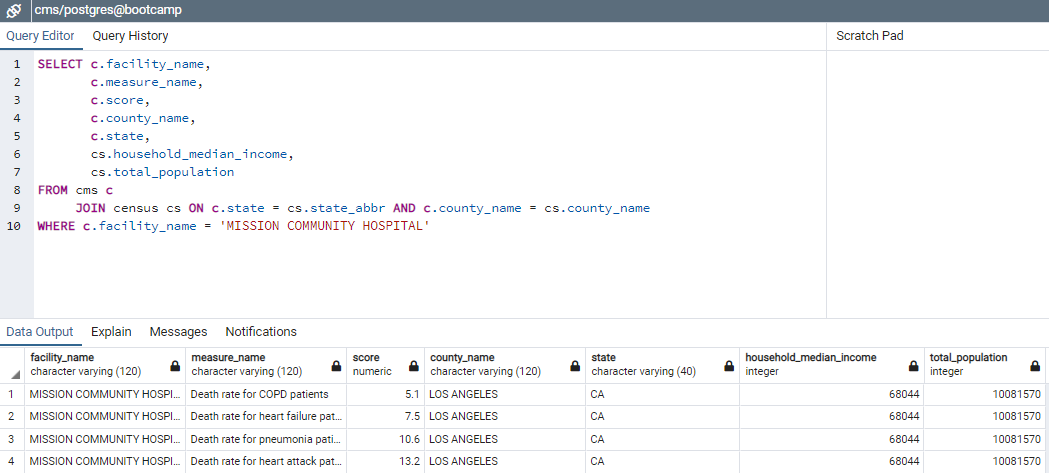 cms/postgres@bootcamp
Query Editor Query History Scratch Pad
1 SELECT c.facility_name,
2 c.measure_name,
3 c.score,
4 c.county_name,
5 c.state,
6 cs.household_median_income,
7 cs.total_population
8 FROM cms c
9 JOIN census cs ON c.state = cs.state_abbr AND c.county_name = cs.county_name
10 WHERE c.facility_name = 'MISSION COMMUNITY HOSPITAL'
Data Output Explain Messages Notifications
facility_name measure_name score county_name state household_median_income total_population
character varying (120) character varying (120) numeric character varying (120) character varying (40) integer integer
1 MISSION COMMUNITY HOSPI... Death rate for COPD patients 5.1 LOS ANGELES CA 68044 10081570
2 MISSION COMMUNITY HOSPI... Death rate for heart failure pat... 7.5 LOS ANGELES CA 68044 10081570
3 MISSION COMMUNITY HOSPI... Death rate for pneumonia pati... 10.6 LOS ANGELES CA 68044 10081570
4 MISSION COMMUNITY HOSPI... Death rate for heart attack pat... 13.2 LOS ANGELES CA 68044 10081570